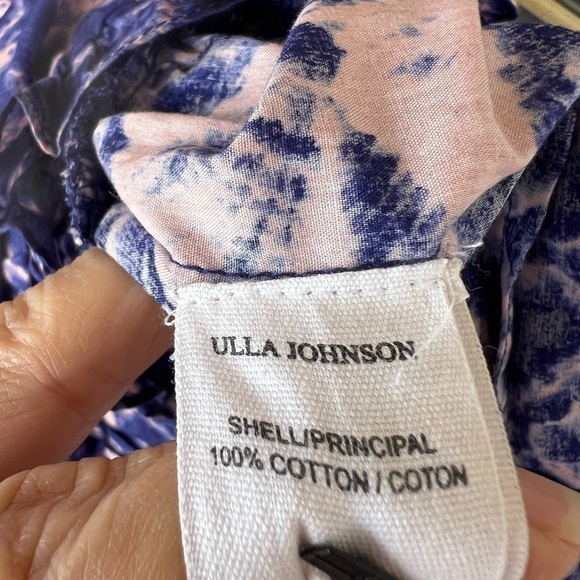 ULLA JOHNSON
SHELL/PRINCIPAL
100% COTTON / COTON